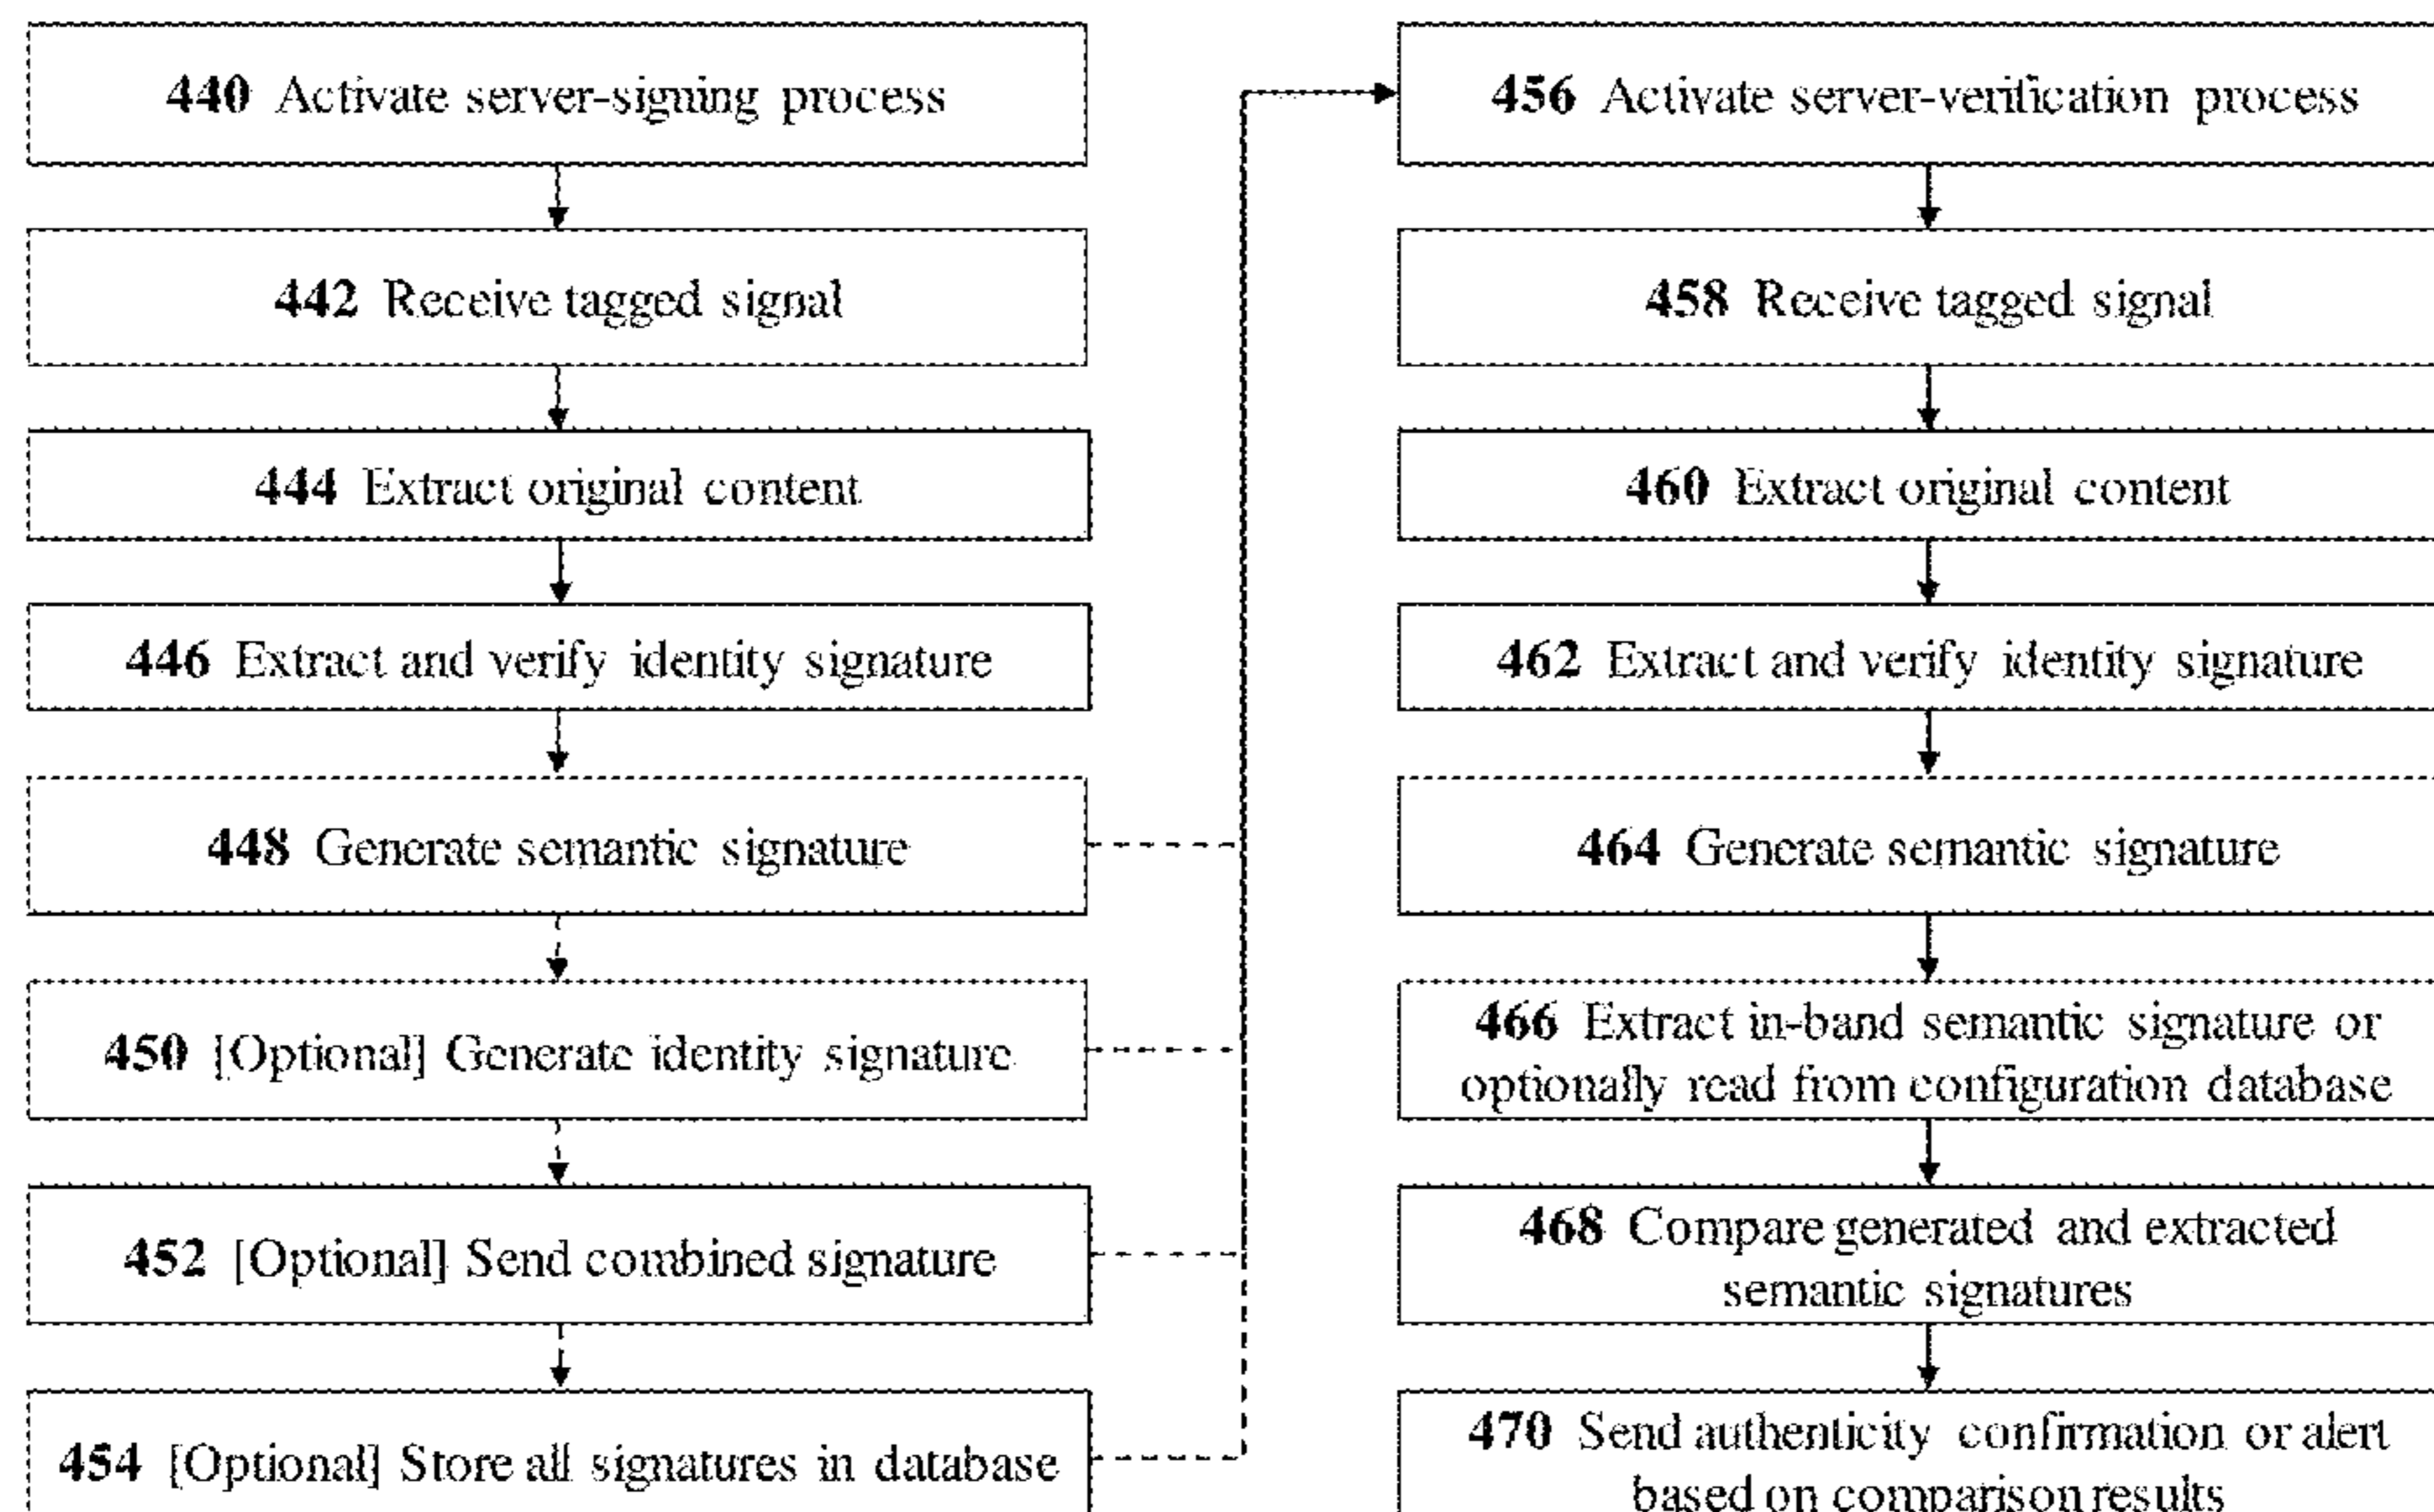 440 Activate server-signing process
442 Receive tagged signal
444 Extract original content
446 Extract and verify identity signature
448 Generate semantic signature
450 [Optional] Generate identity signature
452 [Optional] Send combined signature
454 [Optional] Store all signatures in database
456 Activate server-verification process
458 Receive tagged signal
460 Extract original content
462 Extract and verify identity signature
464 Generate semantic signature
466 Extract in-band semantic signature or
optionally read from configuration database
468 Compare generated and extracted
semantic signatures
470 Send authenticity confirmation or alert
based on comparison results